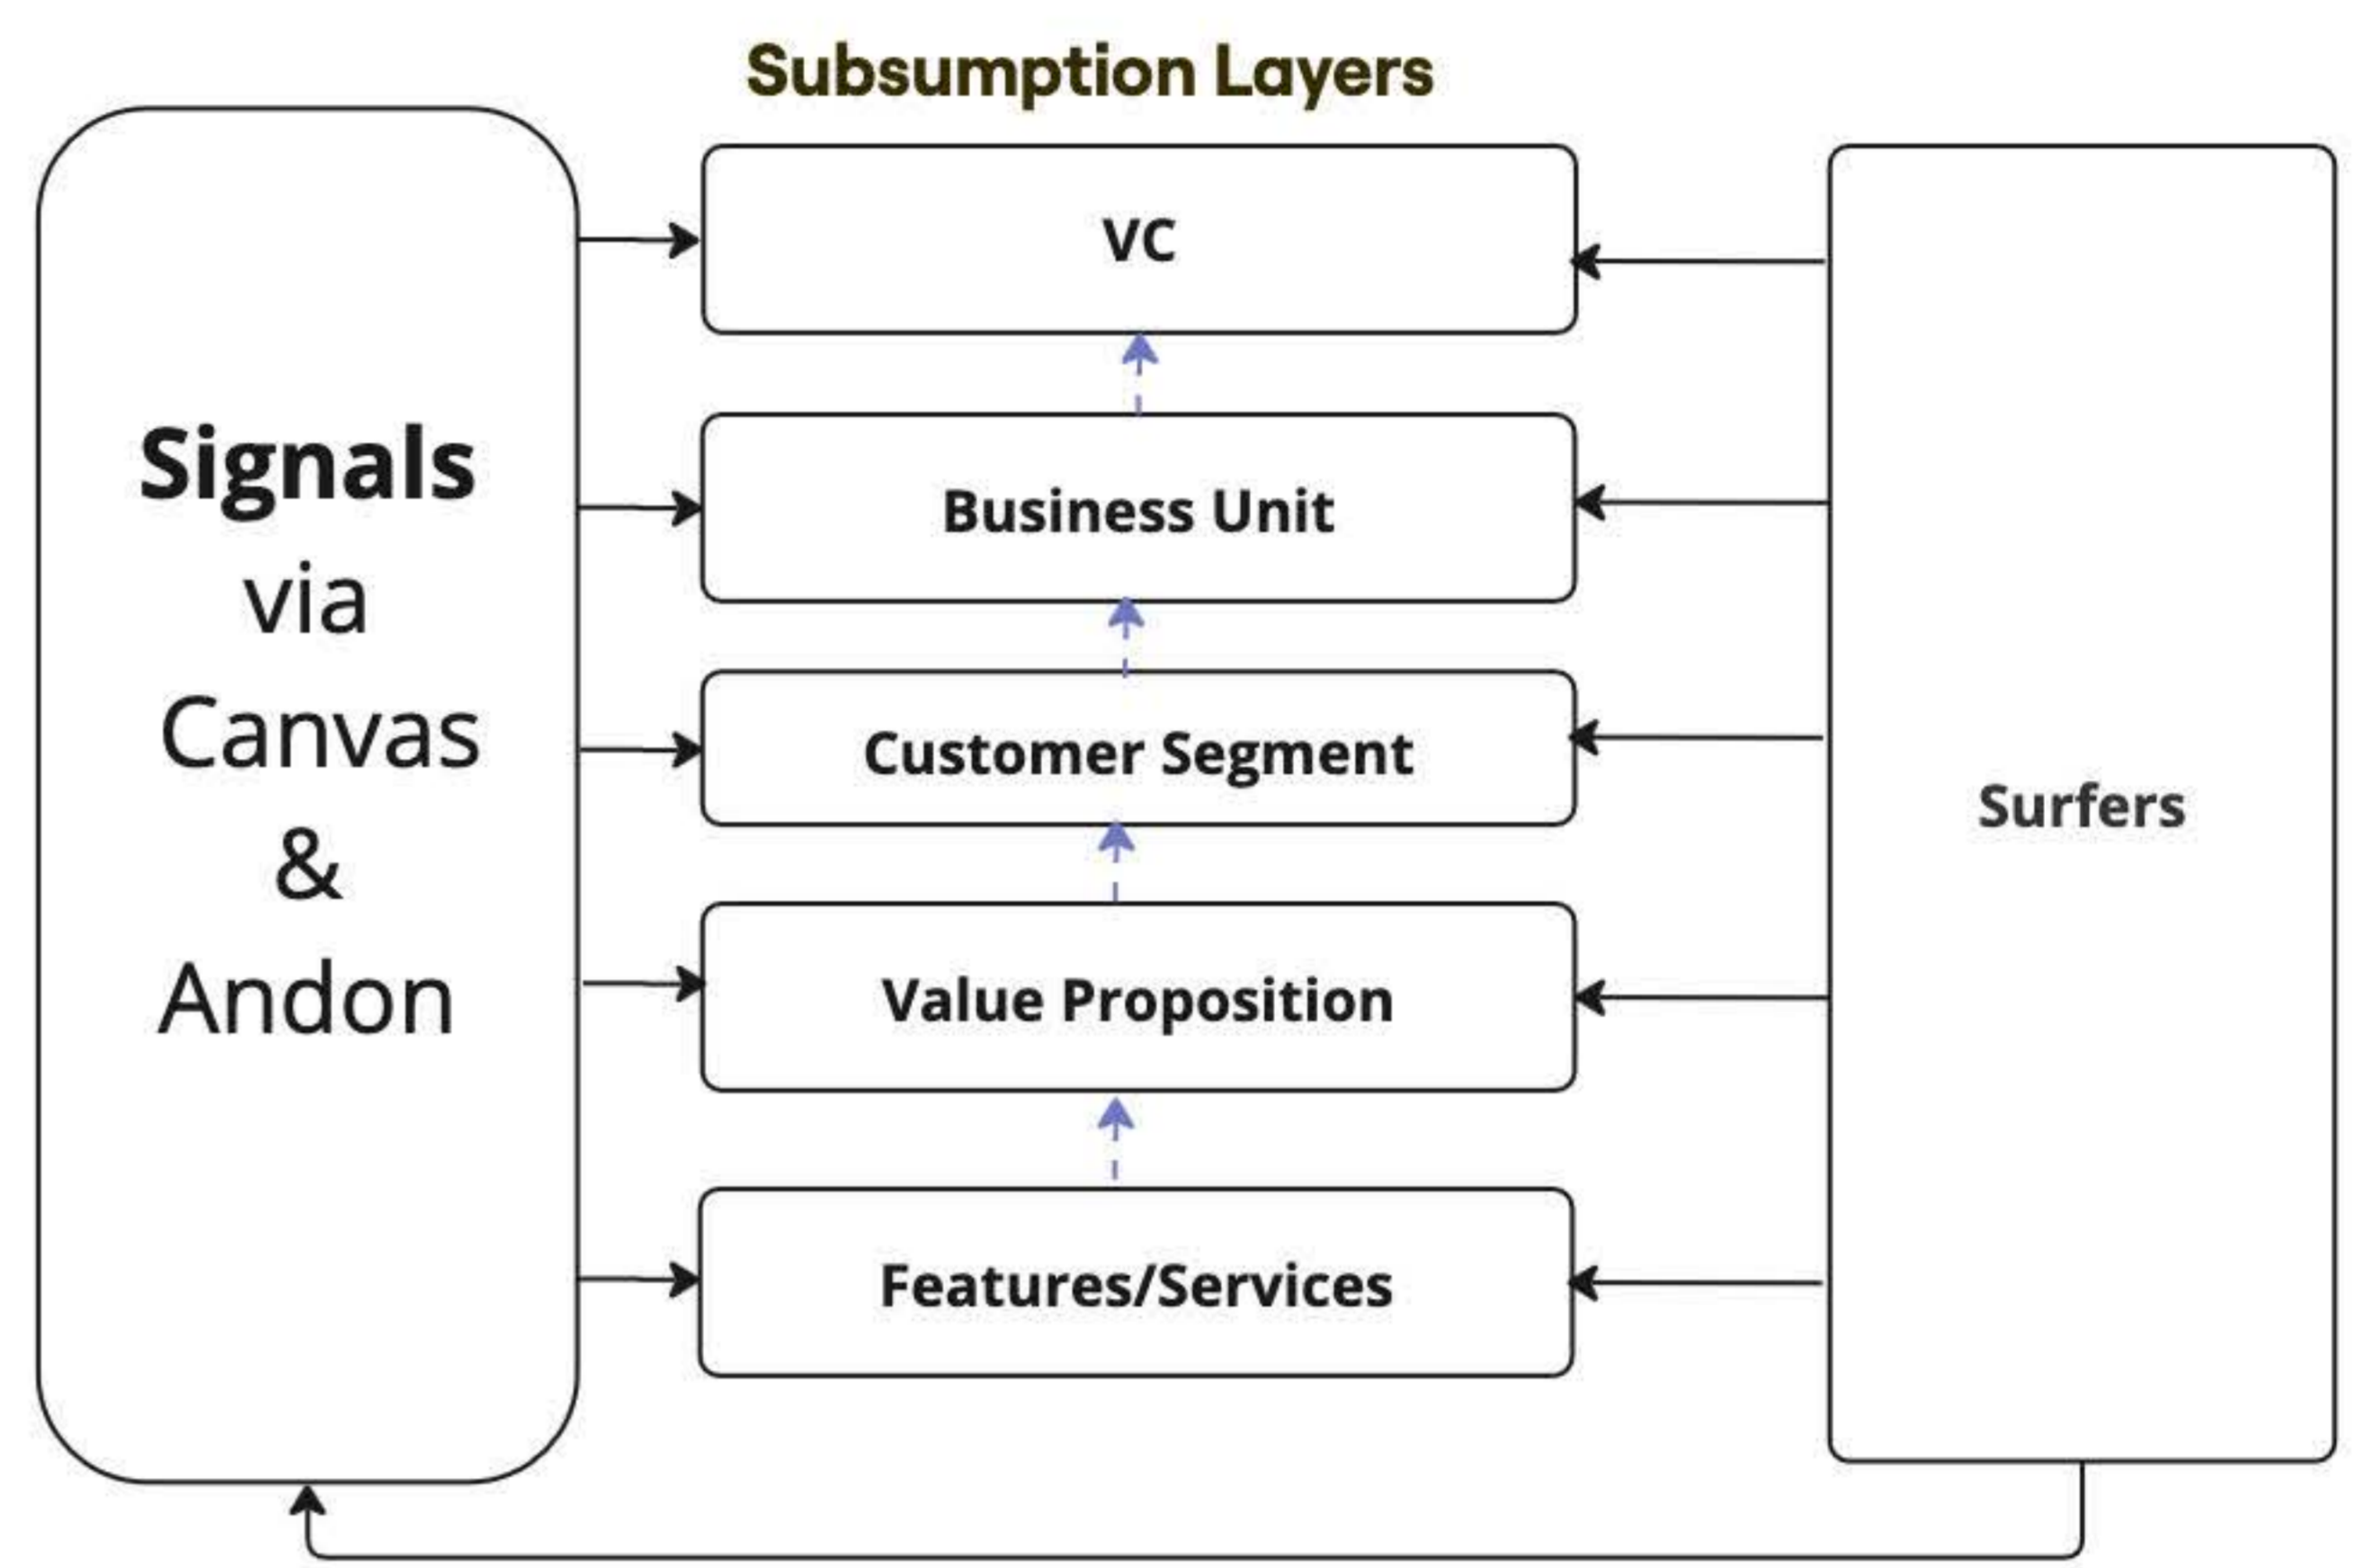 Subsumption Layers
Signals
via
Canvas
&
Andon
VC
Business Unit
Customer Segment
Value Proposition
Features/Services
Surfers